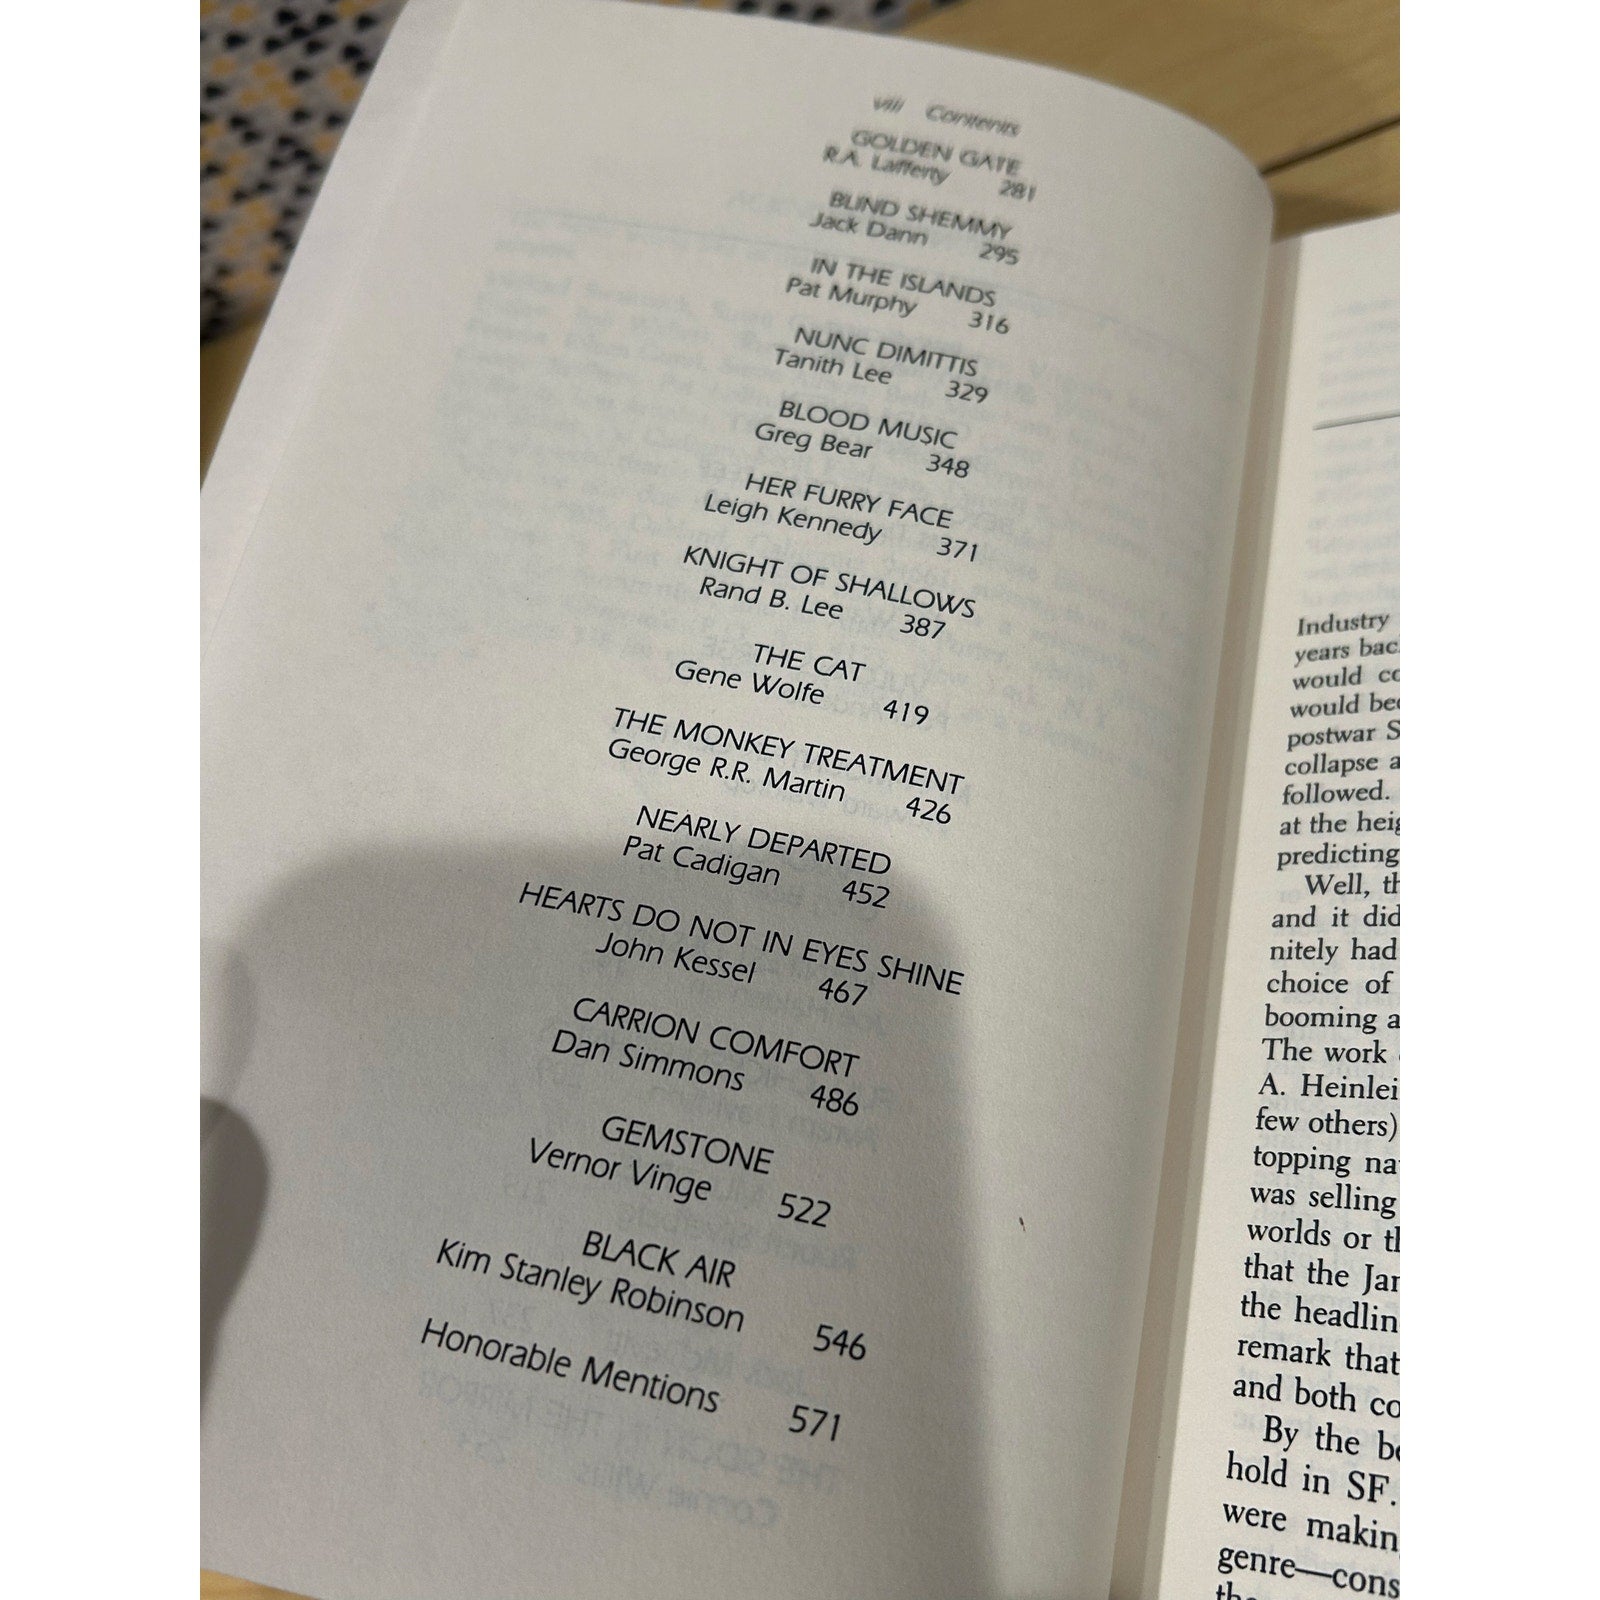 viii Contents
GOLDEN GATE
R.A. Lafferty 281
BLIND SHEMMY
Jack Dann 295
IN THE ISLANDS
Pat Murphy 316
NUNC DIMITTIS
Tanith Lee 329
BLOOD MUSIC
Greg Bear 348
HER FURRY FACE
Leigh Kennedy 371
KNIGHT OF SHALLOWS
Rand B. Lee 387
THE CAT
Gene Wolfe 419
THE MONKEY TREATMENT
George R.R. Martin 426
NEARLY DEPARTED
Pat Cadigan 452
HEARTS DO NOT IN EYES SHINE
John Kessel 467
CARRION COMFORT
Dan Simmons 486
GEMSTONE
Vernor Vinge 522
BLACK AIR
Kim Stanley Robinson 546
Honorable Mentions 571
Industry
years bac
would co
would bee
postwar S
collapse a
followed.
at the heig
predicting
Well, th
and it did
nitely had
choice of
booming a
The work
A. Heinlei
few others)
topping na
was selling
worlds or th
that the Jar
the headlin
remark that
and both co
By the be
hold in SF.
were makin
genre—cons